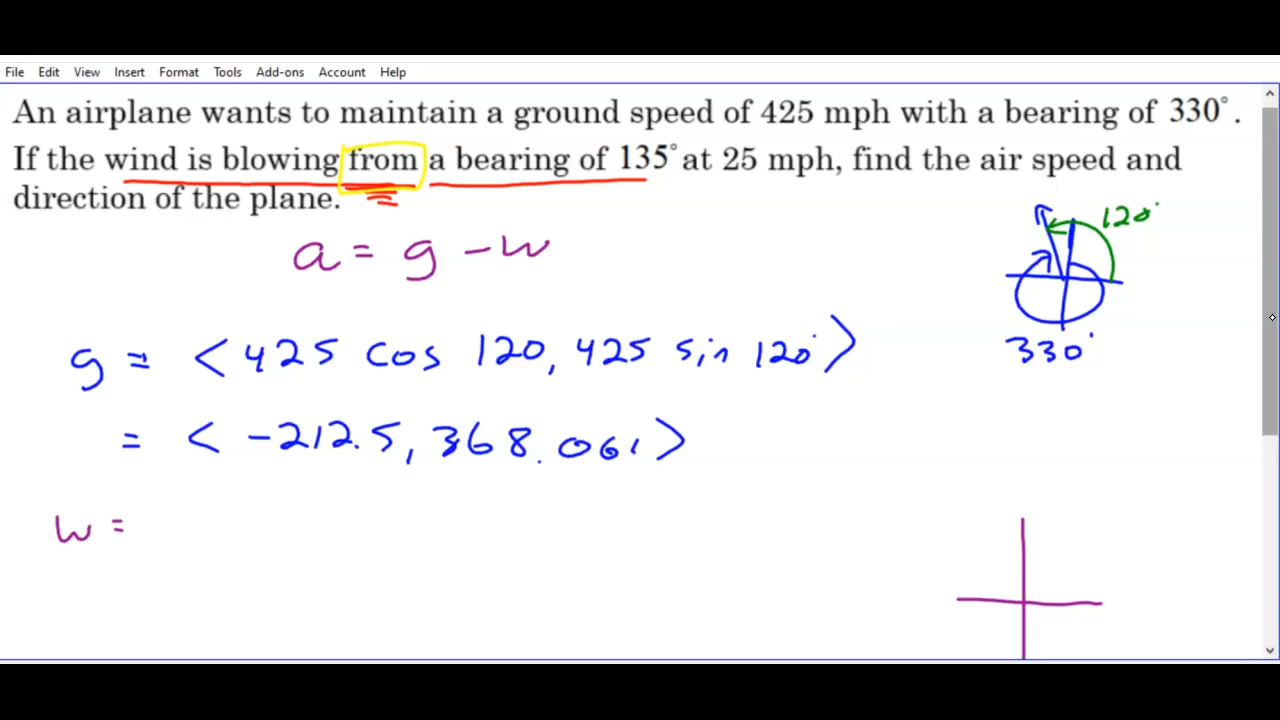 File Edit View Insert Format Tools Add-ons Account Help
An airplane wants to maintain a ground speed of 425 mph with a bearing of 330°.
If the wind is blowing from a bearing of 135° at 25 mph, find the air speed and
direction of the plane.
120°
a = g - w
g = < 425 cos 120, 425 sin 120° >
330°
= < -212.5, 368.061 >
w =